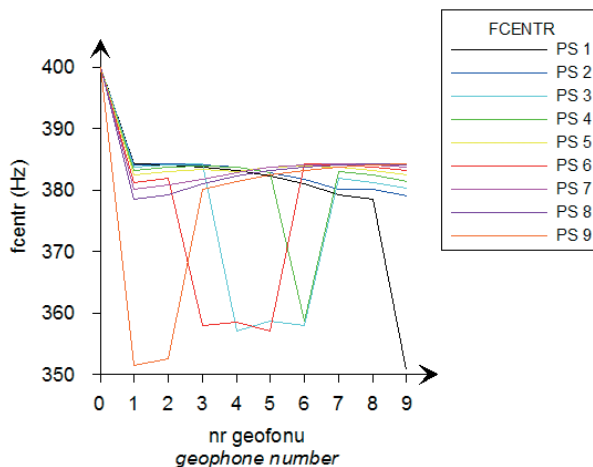 FCENTR
PS 1
PS 2
PS 3
PS 4
PS 5
PS 6
PS 7
PS 8
PS 9
fcentr (Hz)
400
390
380
370
360
350
0 1 2 3 4 5 6 7 8 9
nr geofonu
geophone number